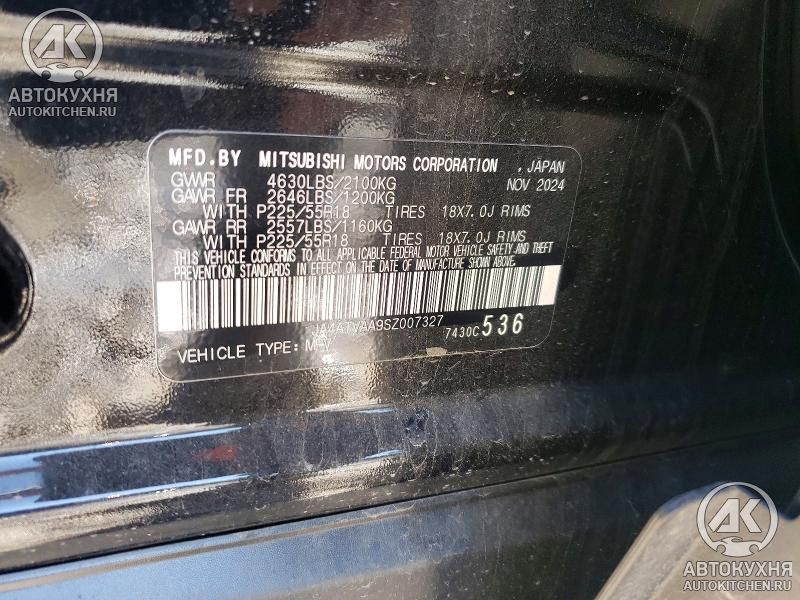 AK
АВТОКУХНЯ
AUTOKITCHEN.RU
MFD.BY MITSUBISHI MOTORS CORPORATION , JAPAN
GVWR 4630LBS/2100KG NOV 2024
GAWR FR 2646LBS/1200KG
WITH P225/55R18 TIRES 18X7.0J RIMS
GAWR RR 2557LBS/1160KG
WITH P225/55R18 TIRES 18X7.0J RIMS
THIS VEHICLE CONFORMS TO ALL APPLICABLE FEDERAL MOTOR VEHICLE SAFETY AND THEFT
PREVENTION STANDARDS IN EFFECT ON THE DATE OF MANUFACTURE SHOWN ABOVE.
JA4ATVAA9SZ007327 7430C 536
VEHICLE TYPE: MPV
AK
АВТОКУХНЯ
AUTOKITCHEN.RU